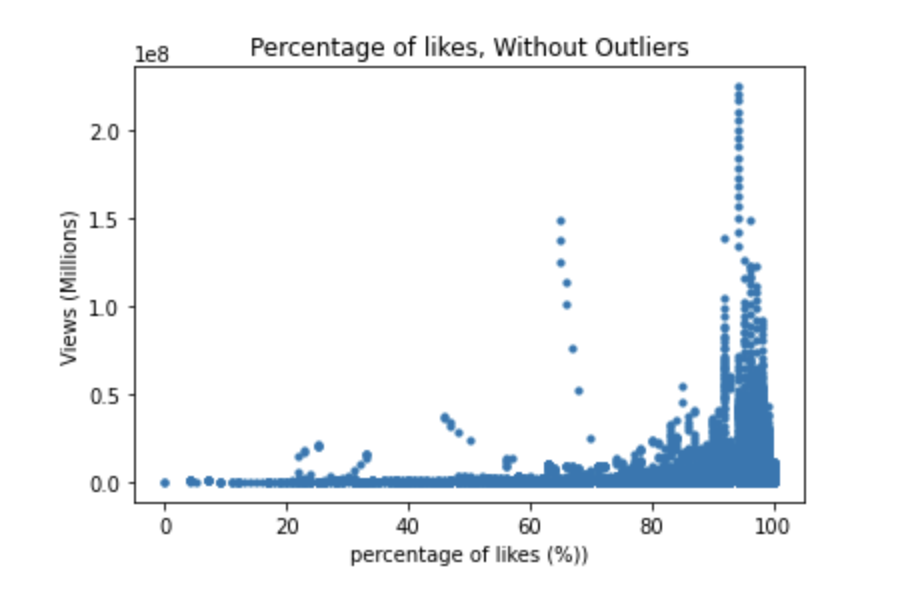 Percentage of likes, Without Outliers
1e8
2.0
1.5
1.0
0.5
0.0
Views (Millions)
0 20 40 60 80 100
percentage of likes (%))